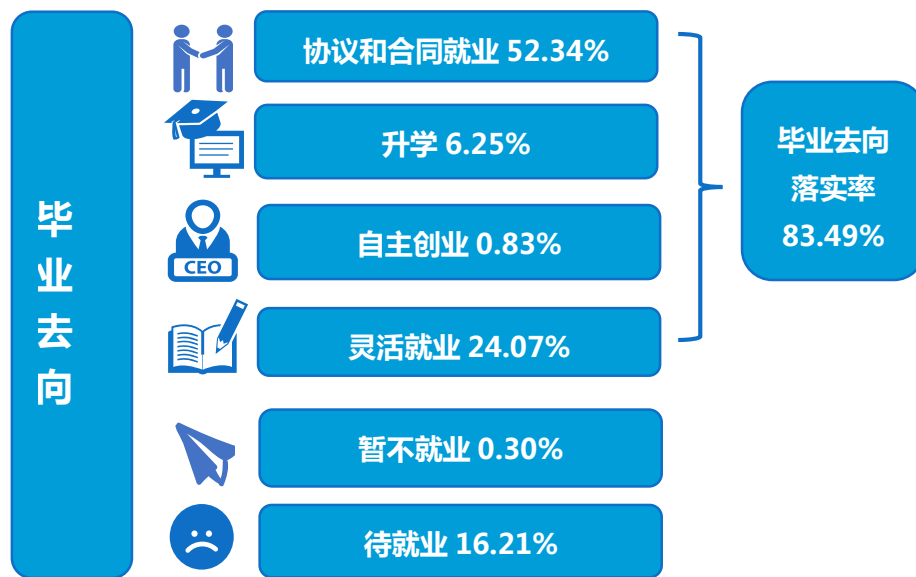 毕业去向
协议和合同就业 52.34%
升学 6.25%
CEO
自主创业 0.83%
灵活就业 24.07%
暂不就业 0.30%
待就业 16.21%
毕业去向
落实率
83.49%